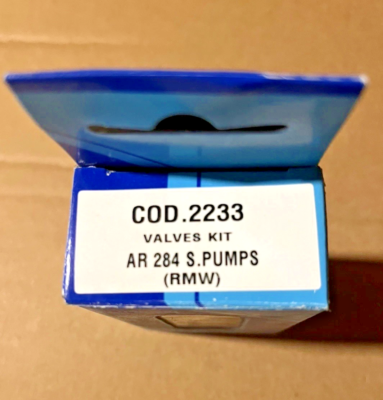 COD.2233
VALVES KIT
AR 284 S.PUMPS
(RMW)